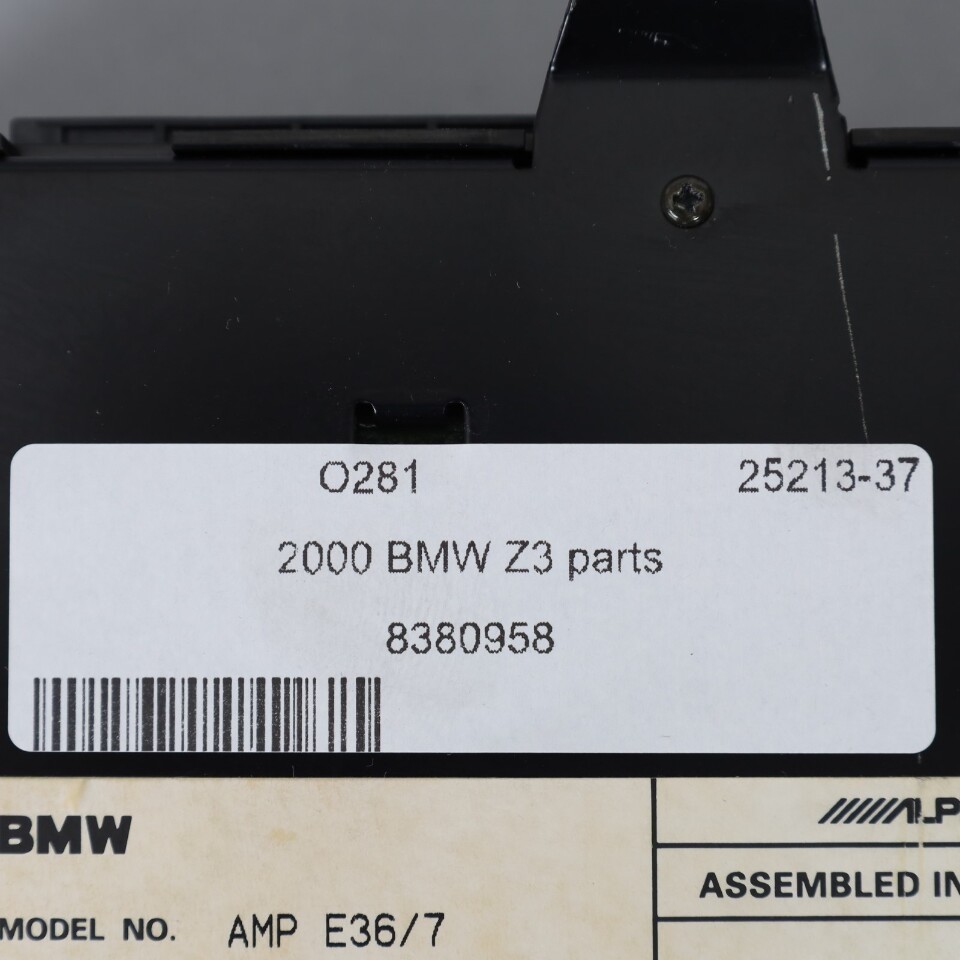 O281 25213-37
2000 BMW Z3 parts
8380958
BMW
ASSEMBLED IN
MODEL NO. AMP E36/7